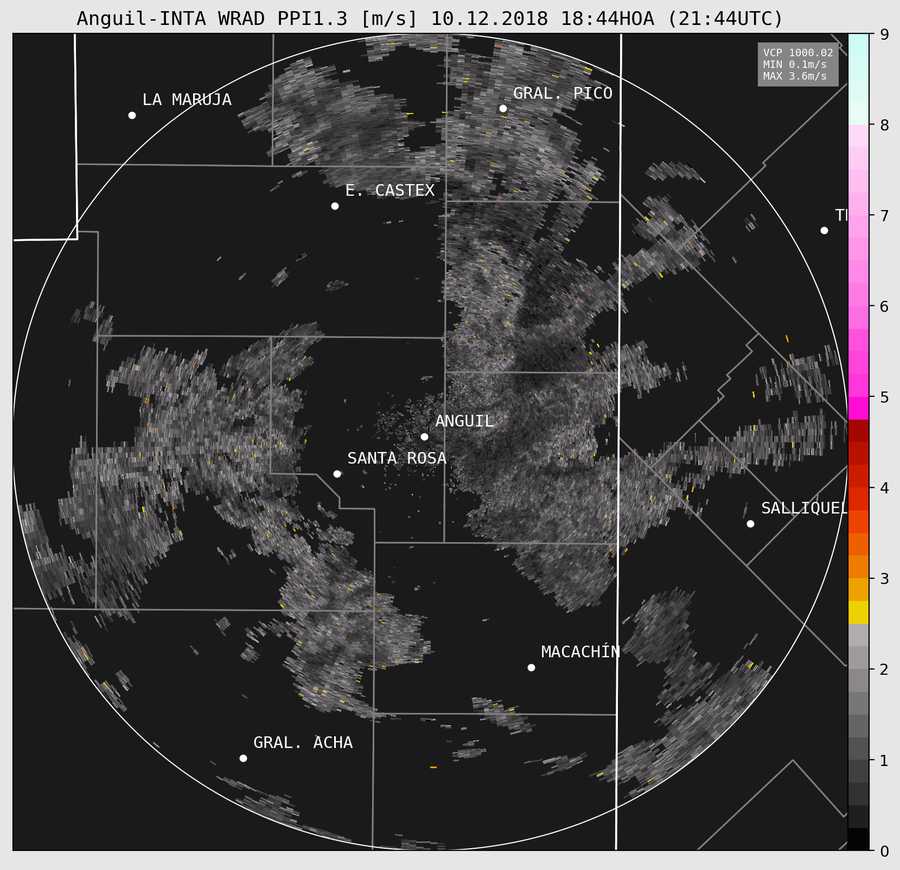 Anguil-INTA WRAD PPI1.3 [m/s] 10.12.2018 18:44HOA (21:44UTC)
VCP 1000.02
MIN 0.1m/s
MAX 3.6m/s
LA MARUJA
GRAL. PICO
E. CASTEX
ANGUIL
SANTA ROSA
SALLIQUEL
MACACHÍN
GRAL. ACHA
9
8
7
6
5
4
3
2
1
0